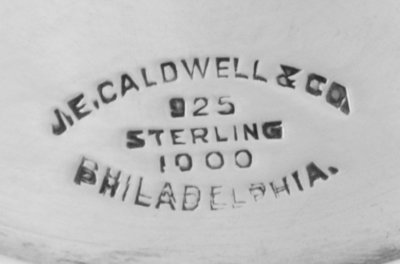 J.E. CALDWELL & CO.
925
STERLING
1000
PHILADELPHIA.